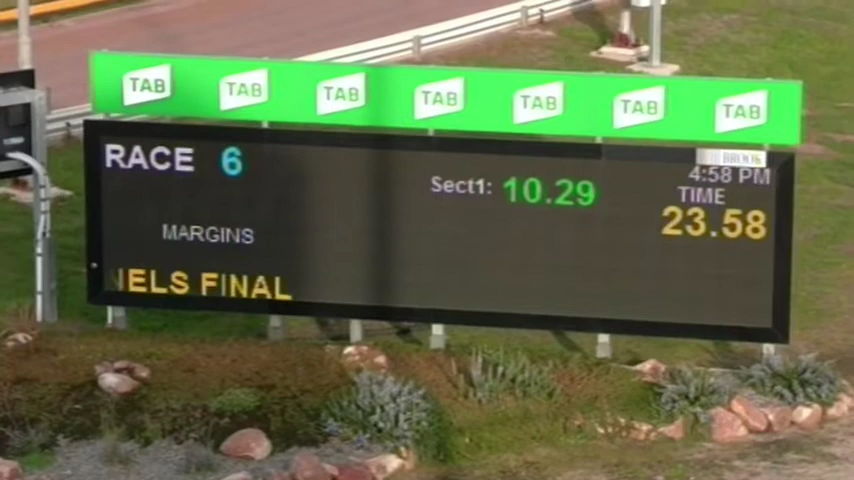 TAB TAB TAB TAB TAB TAB TAB
RACE 6
4:58 PM
Sect1: 10.29
TIME
23.58
MARGINS
NELS FINAL